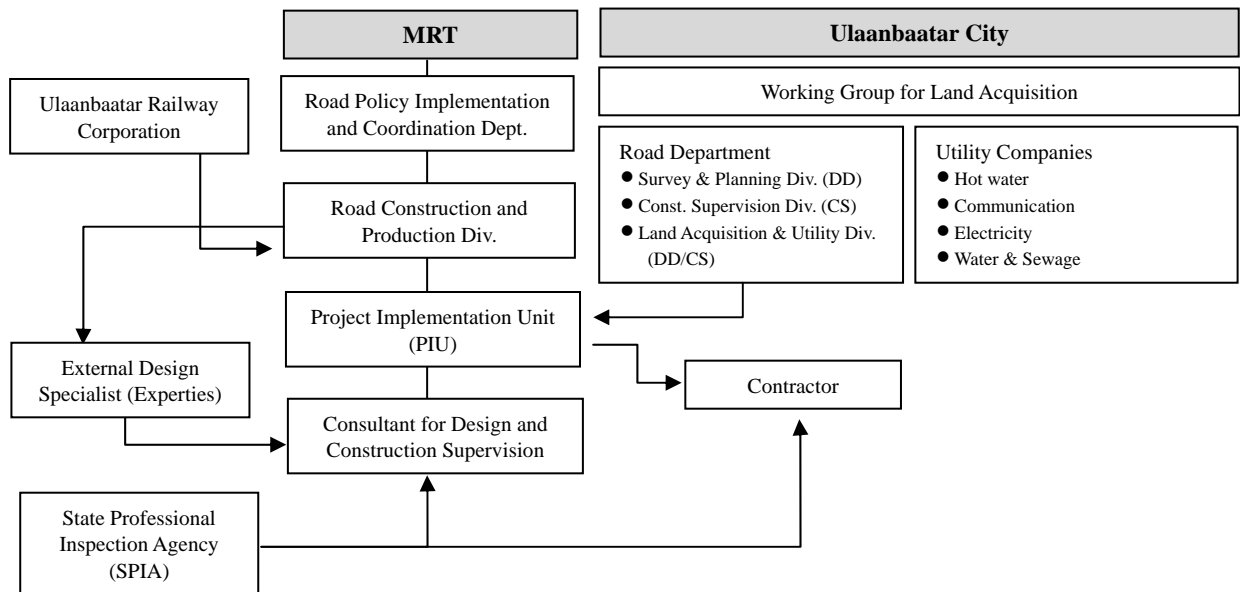 MRT
Ulaanbaatar City
Ulaanbaatar Railway
Corporation
Road Policy Implementation
and Coordination Dept.
Working Group for Land Acquisition
Road Department
● Survey & Planning Div. (DD)
● Const. Supervision Div. (CS)
● Land Acquisition & Utility Div.
(DD/CS)
Utility Companies
● Hot water
● Communication
● Electricity
● Water & Sewage
Road Construction and
Production Div.
Project Implementation Unit
(PIU)
External Design
Specialist (Experties)
Contractor
Consultant for Design and
Construction Supervision
State Professional
Inspection Agency
(SPIA)